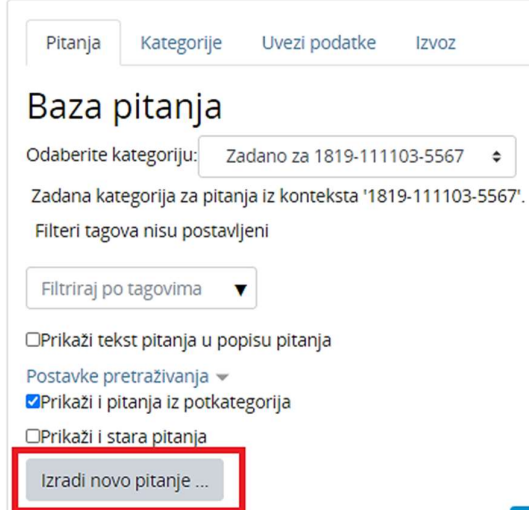 Pitanja Kategorije Uvezi podatke Izvoz
Baza pitanja
Odaberite kategoriju: Zadano za 1819-111103-5567
Zadana kategorija za pitanja iz konteksta '1819-111103-5567'.
Filteri tagova nisu postavljeni
Filtriraj po tagovima
Prikaži tekst pitanja u popisu pitanja
Postavke pretraživanja
Prikaži i pitanja iz potkategorija
Prikaži i stara pitanja
Izradi novo pitanje ...